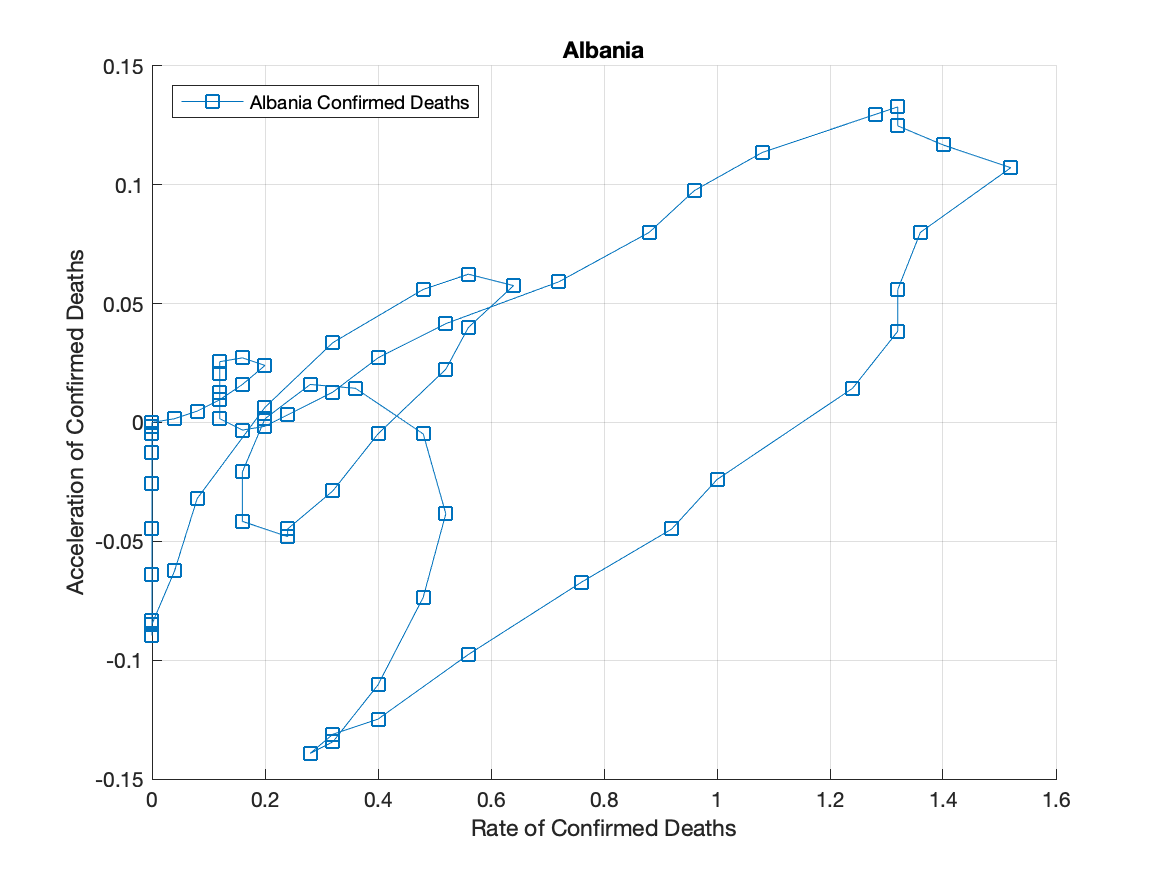 Albania
Albania Confirmed Deaths
Acceleration of Confirmed Deaths
0.15
0.1
0.05
0
-0.05
-0.1
-0.15
0 0.2 0.4 0.6 0.8 1 1.2 1.4 1.6
Rate of Confirmed Deaths